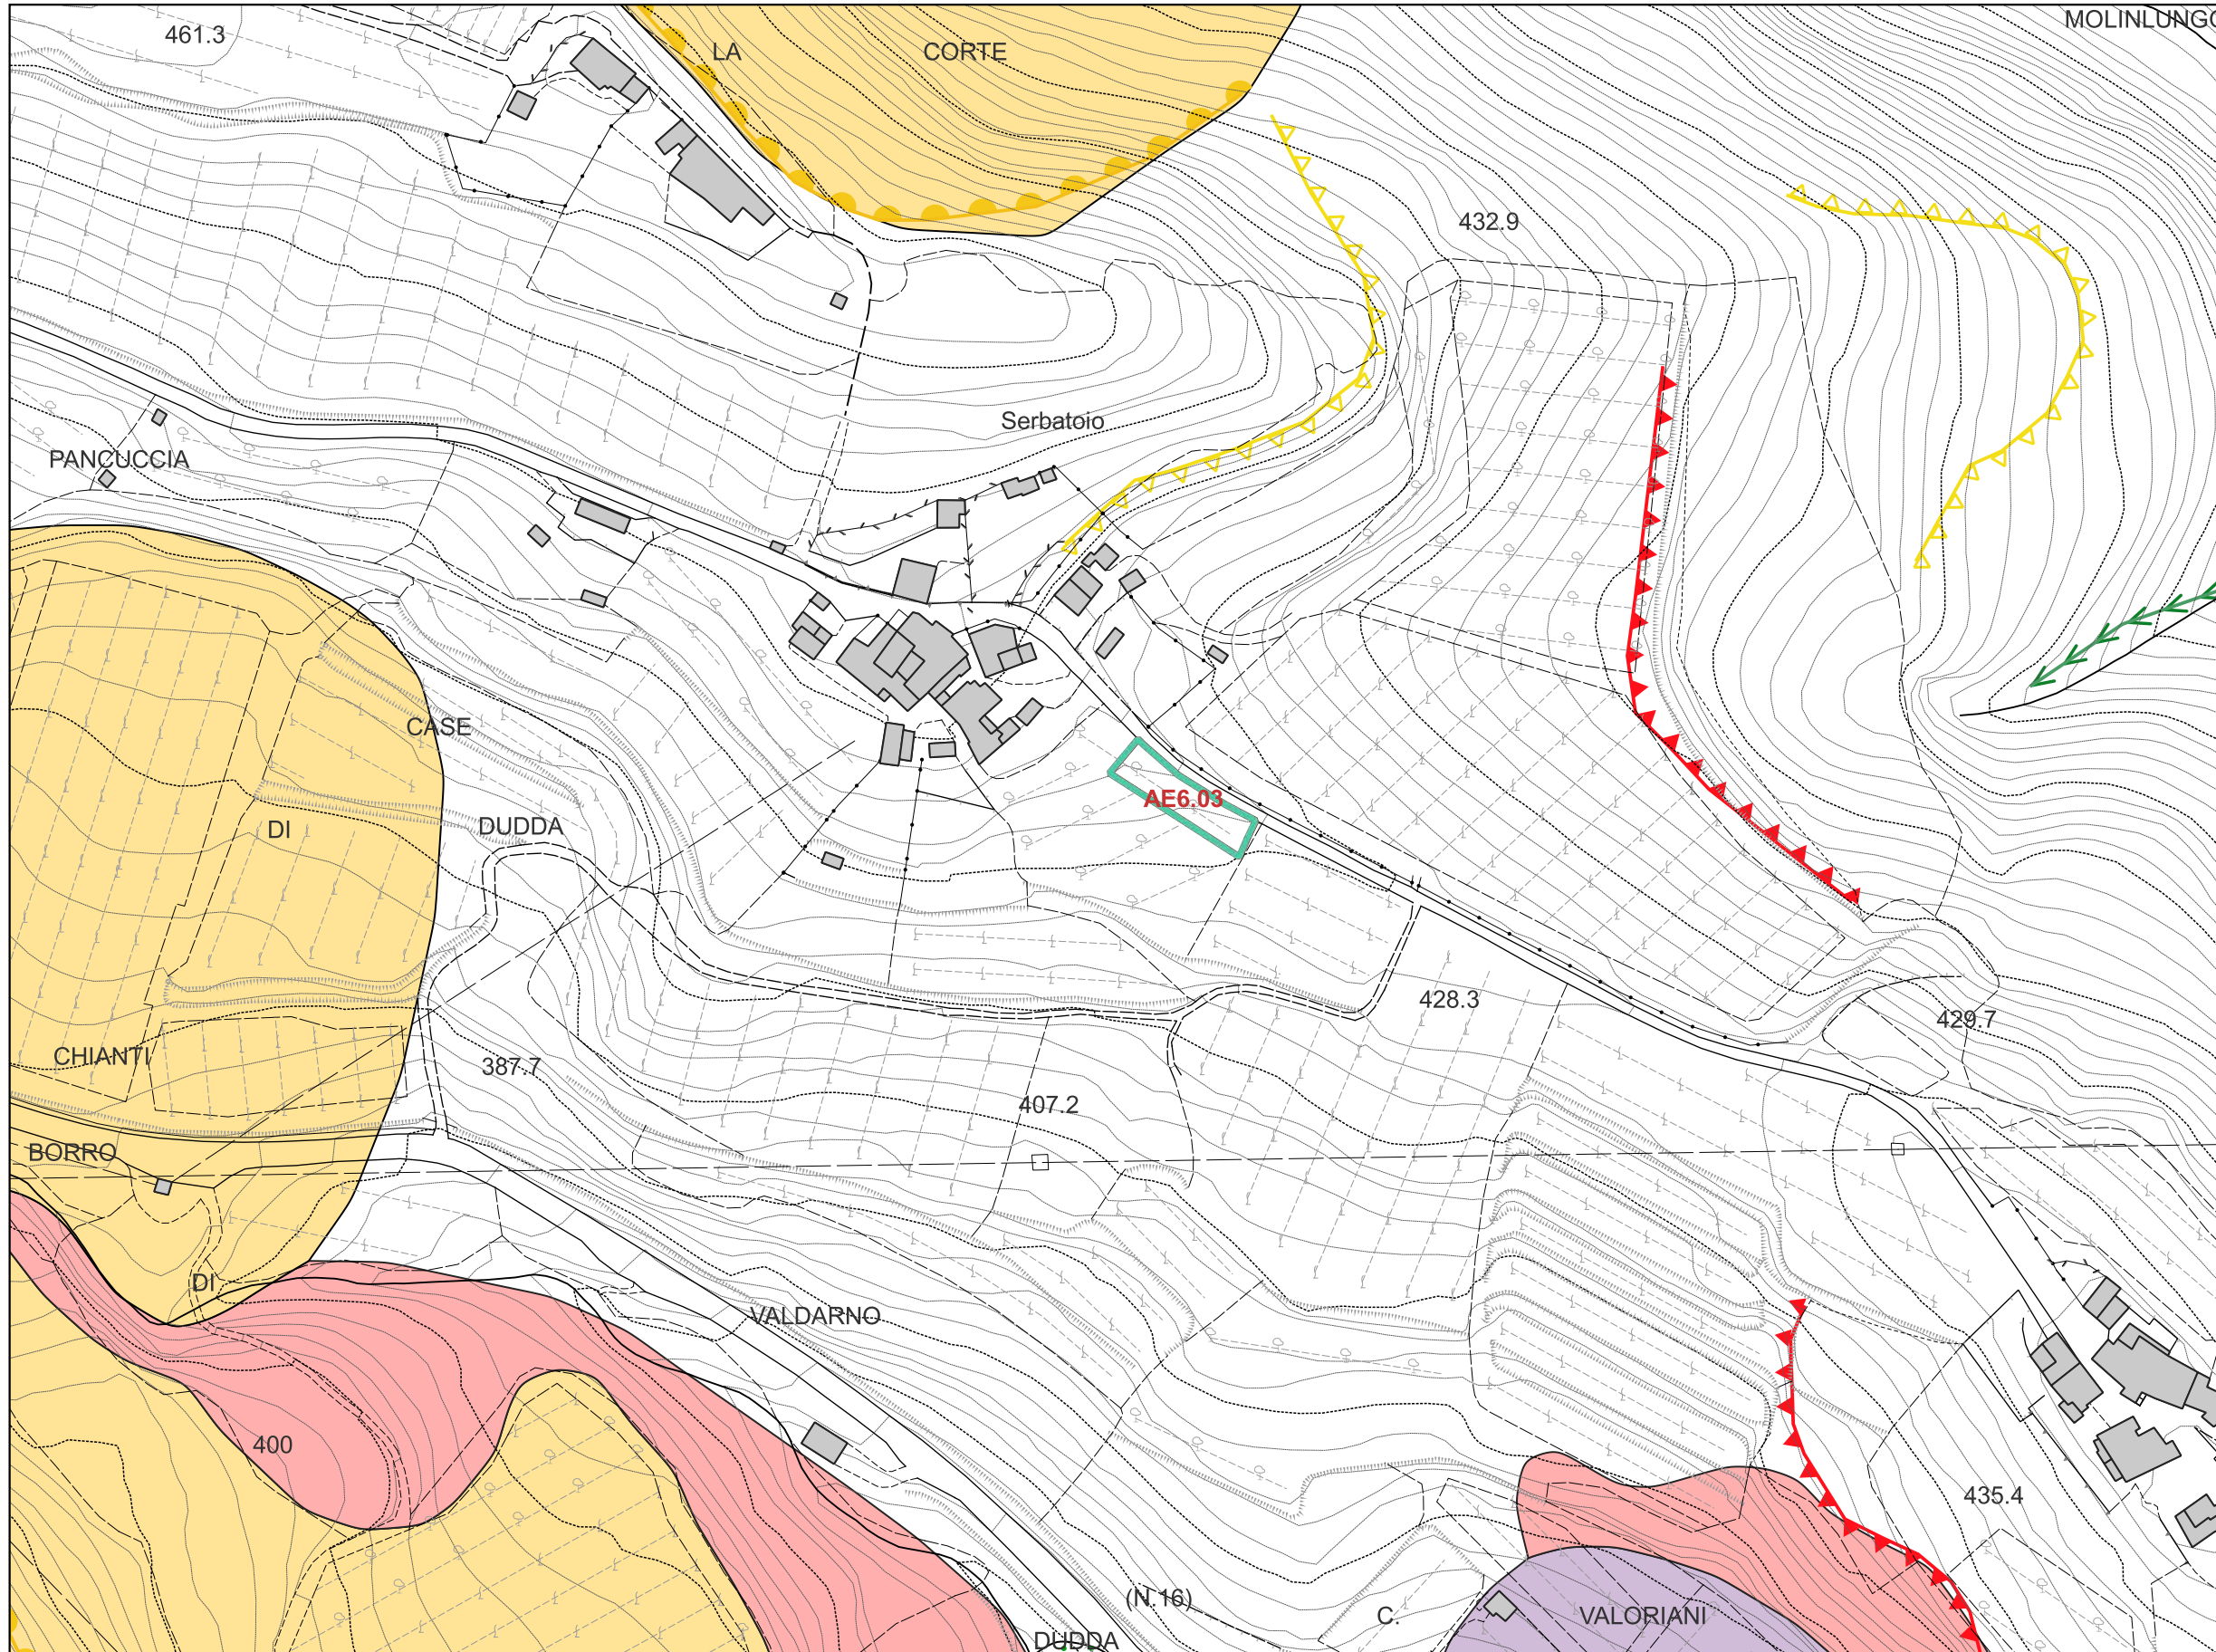 MOLINLUNGO
461.3
LA CORTE
432.9
Serbatoio
PANCUCCIA
CASE
AE6.03
DI DUDDA
428.3
429.7
CHIANTI
387.7
407.2
BORRO
DI
VALDARNO
400
435.4
(N.16)
C. VALORIANI
DUDDA